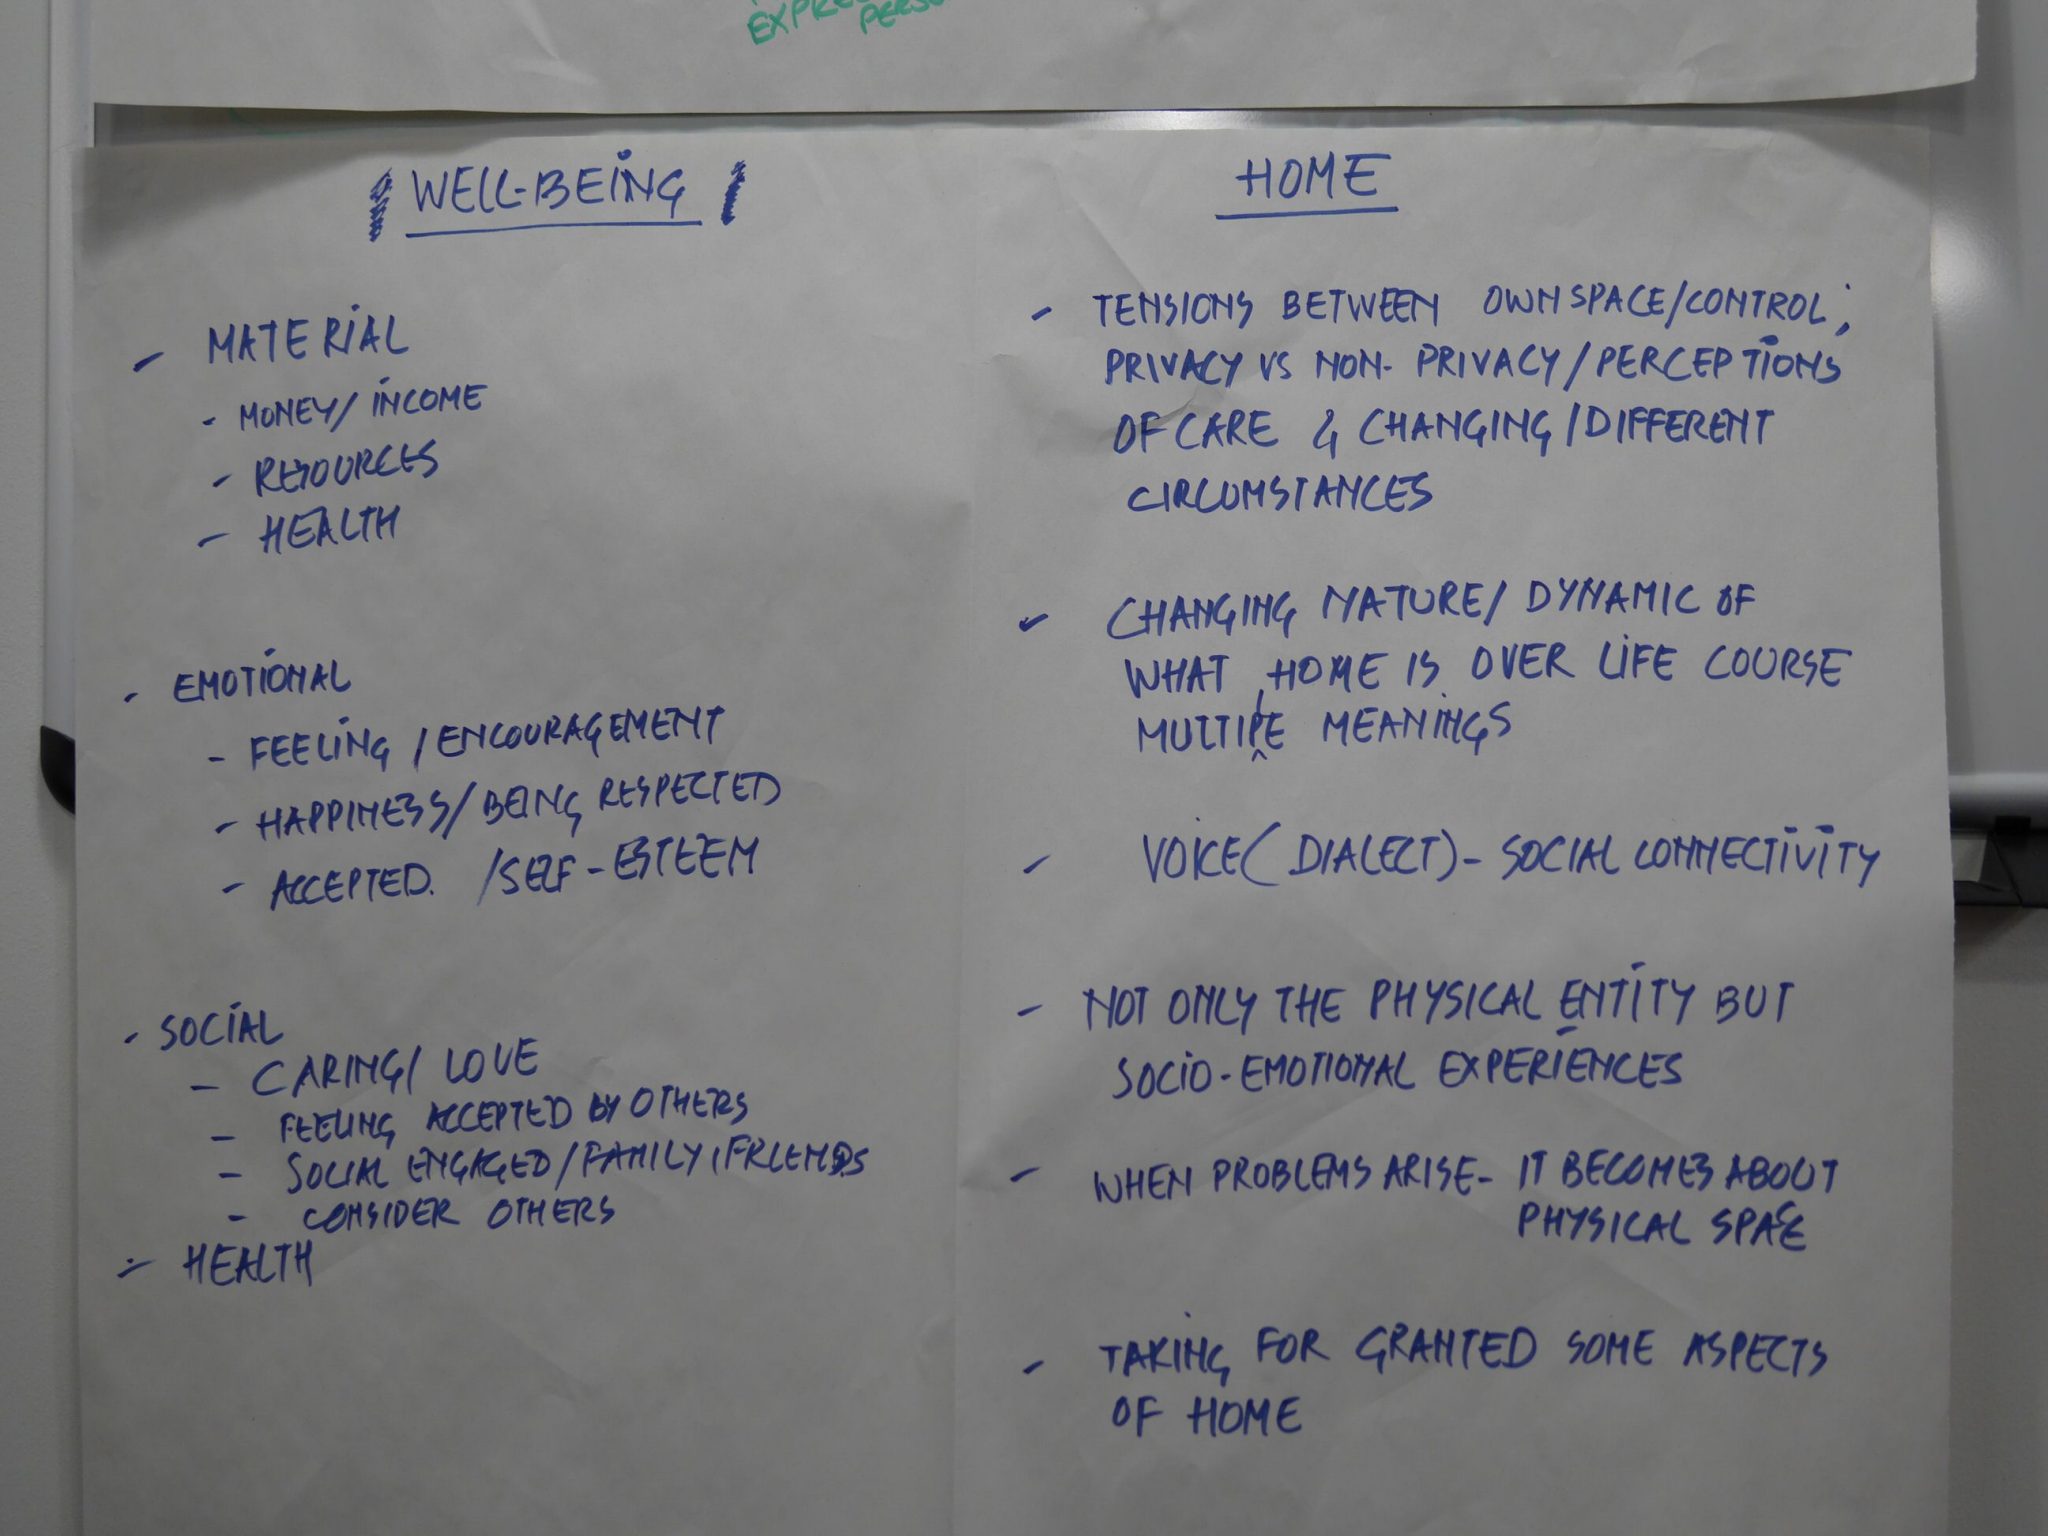 WELL-BEING
- MATERIAL
- MONEY/ INCOME
- RESOURCES
- HEALTH
- EMOTIONAL
- FEELING / ENCOURAGEMENT
- HAPPINESS/ BEING RESPECTED
- ACCEPTED. /SELF-ESTEEM
- SOCIAL
- CARING/ LOVE
- FEELING ACCEPTED BY OTHERS
- SOCIAL ENGAGED/FAMILY, FRIENDS
- CONSIDER OTHERS
- HEALTH
HOME
- TENSIONS BETWEEN OWN SPACE/CONTROL;
PRIVACY VS NON-PRIVACY/PERCEPTIONS
OF CARE & CHANGING/DIFFERENT
CIRCUMSTANCES
- CHANGING NATURE/ DYNAMIC OF
WHAT HOME IS OVER LIFE COURSE
MULTIPLE MEANINGS
- VOICE (DIALECT) - SOCIAL CONNECTIVITY
- NOT ONLY THE PHYSICAL ENTITY BUT
SOCIO-EMOTIONAL EXPERIENCES
- WHEN PROBLEMS ARISE - IT BECOMES ABOUT
PHYSICAL SPACE
- TAKING FOR GRANTED SOME ASPECTS
OF HOME